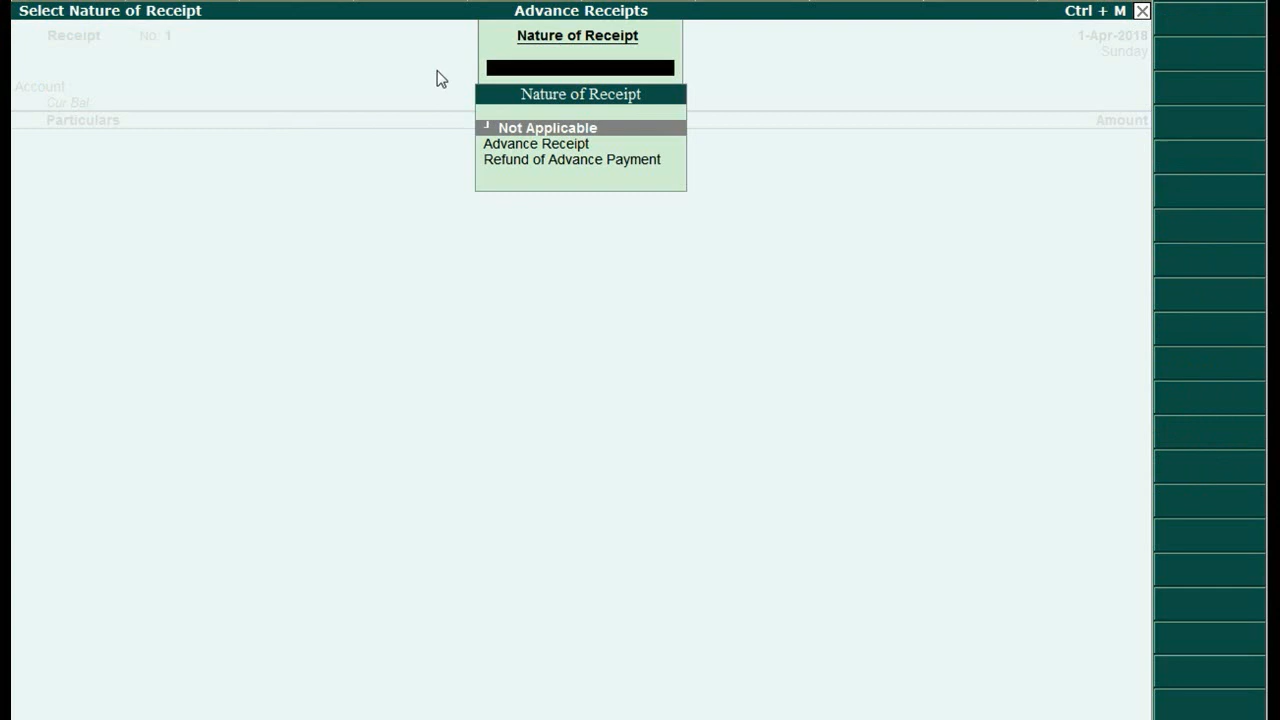 Select Nature of Receipt Advance Receipts Ctrl + M
Receipt No. 1 Nature of Receipt 1-Apr-2018
Sunday
Account
Cur Bal:
Particulars Amount
Nature of Receipt
Not Applicable
Advance Receipt
Refund of Advance Payment